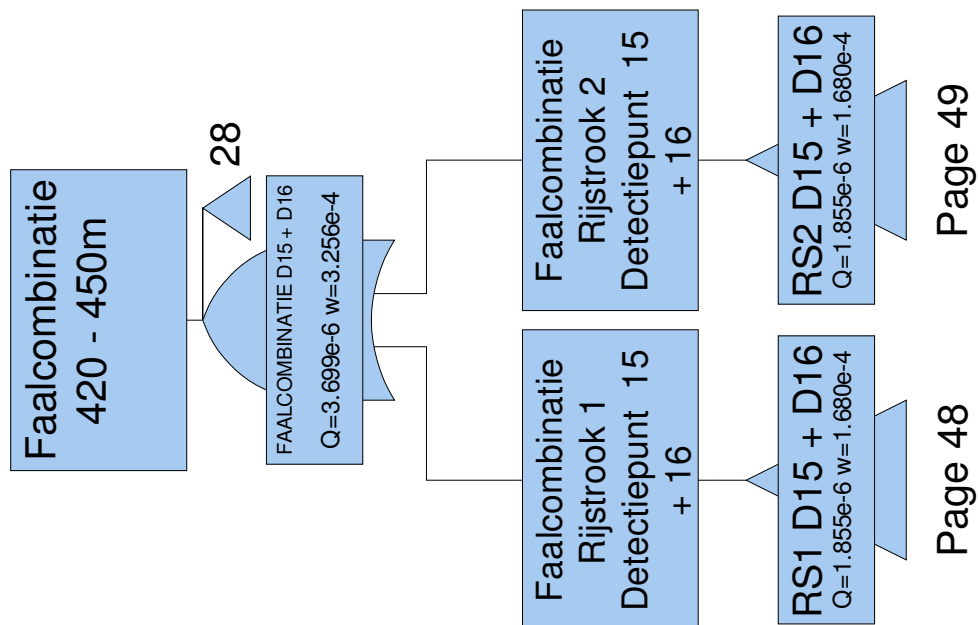 Faalcombinatie
420 - 450m
28
FAALCOMBINATIE D15 + D16
Q=3.699e-6 w=3.256e-4
Faalcombinatie
Rijstrook 1
Detectiepunt 15
+ 16
RS1 D15 + D16
Q=1.855e-6 w=1.680e-4
Page 48
Faalcombinatie
Rijstrook 2
Detectiepunt 15
+ 16
RS2 D15 + D16
Q=1.855e-6 w=1.680e-4
Page 49